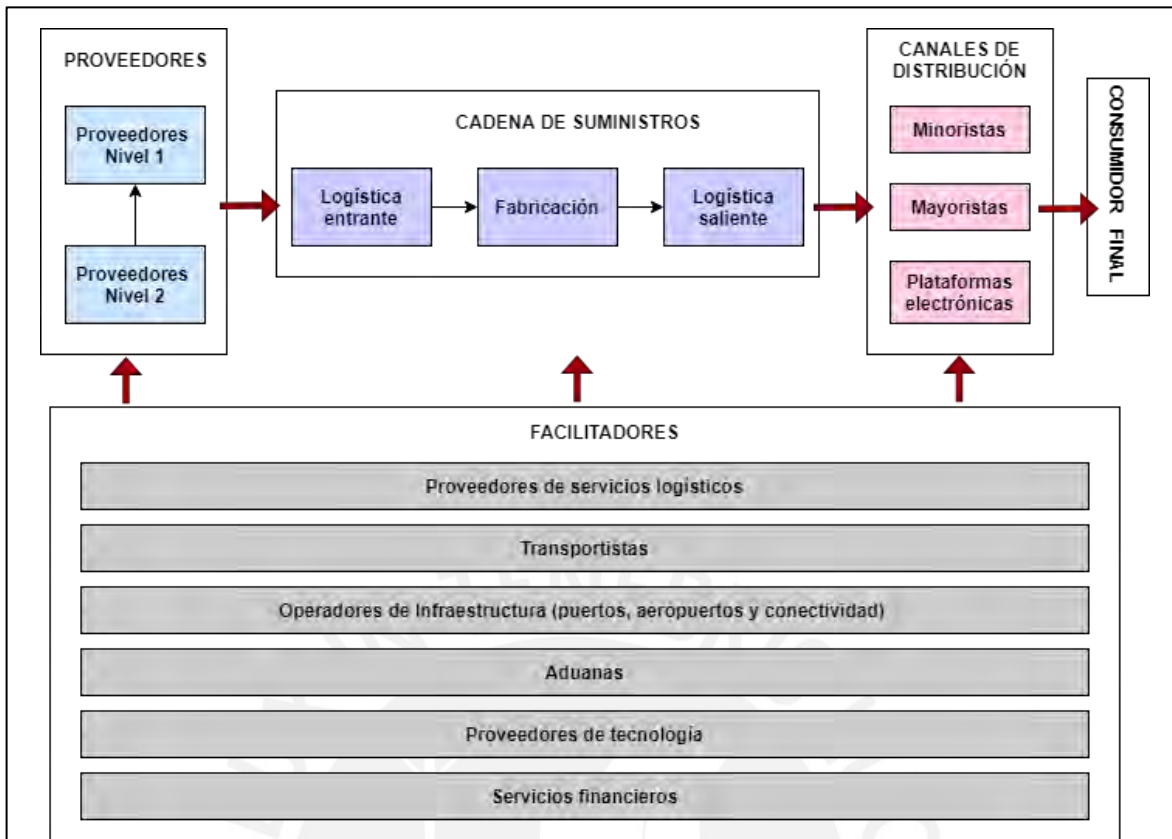 PROVEEDORES
Proveedores
Nivel 1
Proveedores
Nivel 2
CADENA DE SUMINISTROS
Logística
entrante
Fabricación
Logística
saliente
CANALES DE
DISTRIBUCIÓN
Minoristas
Mayoristas
Plataformas
electrónicas
CONSUMIDOR FINAL
FACILITADORES
Proveedores de servicios logísticos
Transportistas
Operadores de Infraestructura (puertos, aeropuertos y conectividad)
Aduanas
Proveedores de tecnología
Servicios financieros